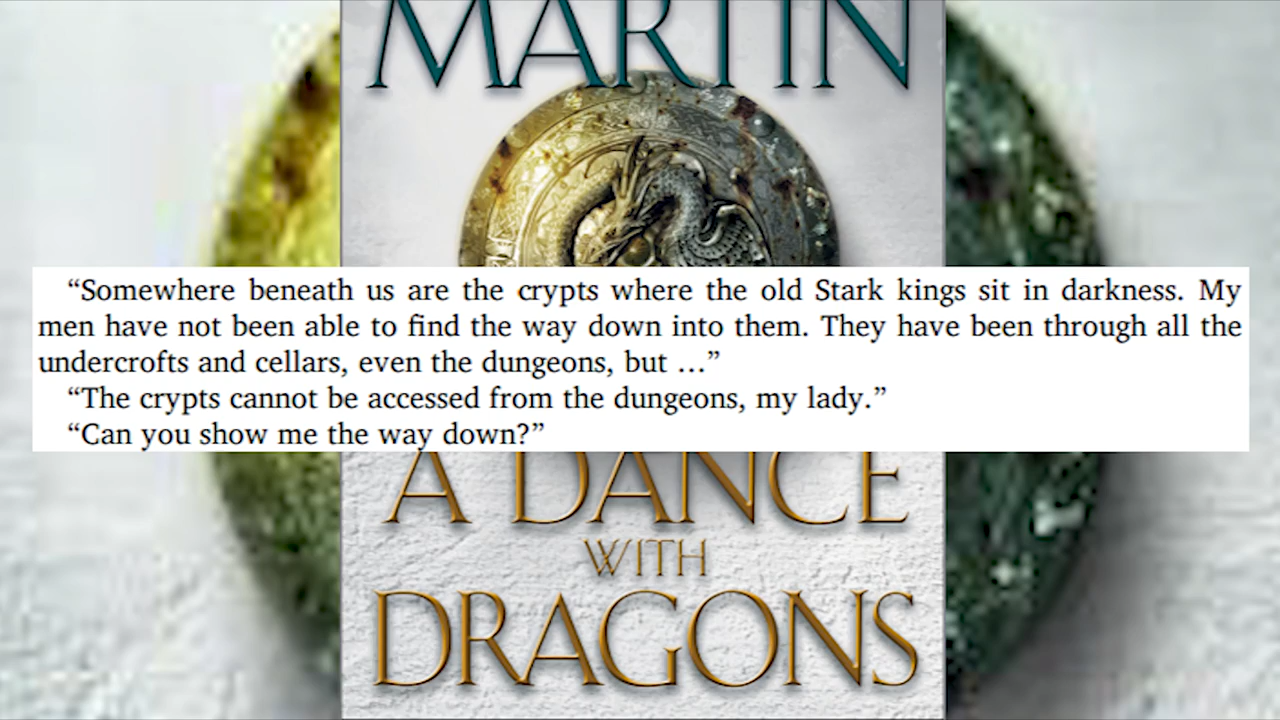 MARTIN
“Somewhere beneath us are the crypts where the old Stark kings sit in darkness. My
men have not been able to find the way down into them. They have been through all the
undercrofts and cellars, even the dungeons, but …”
“The crypts cannot be accessed from the dungeons, my lady.”
“Can you show me the way down?”
A DANCE
WITH
DRAGONS